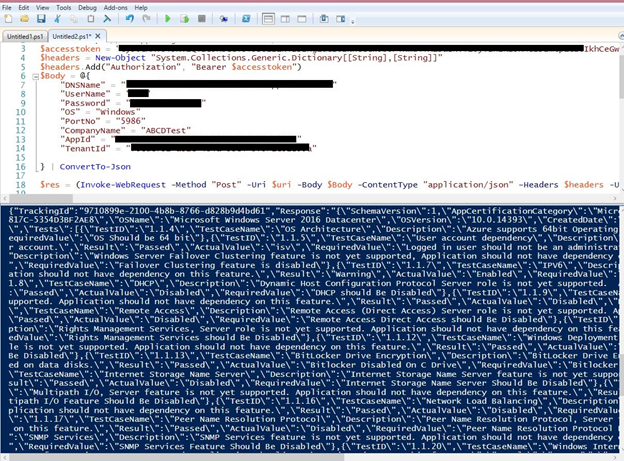 File Edit View Tools Debug Add-ons Help
Untitled1.ps1 Untitled2.ps1* X
3 $accesstoken = "IkhCeGw
4 $headers = New-Object "System.Collections.Generic.Dictionary[[String],[String]]"
5 $headers.Add("Authorization", "Bearer $accesstoken")
6 $Body = @{
7 "DNSName" = " "
8 "UserName" = " "
9 "Password" = " "
10 "OS" = "Windows"
11 "PortNo" = "5986"
12 "CompanyName" = "ABCDTest"
13 "AppId" = " "
14 "TenantId" = " "
15
16 } | ConvertTo-Json
17
18 $res = (Invoke-WebRequest -Method "Post" -Uri $uri -Body $Body -ContentType "application/json" -Headers $headers -U
{"TrackingId":"9710899e-2100-4b8b-8766-d828b9d4bd61","Response":"{\"SchemaVersion\":1,\"AppCertificationCategory\":\"Micr
817C-5354D3BF2AE8\",\"OSName\":\"Microsoft Windows Server 2016 Datacenter\",\"OSVersion\":\"10.0.14393\",\"CreatedDate\":
\",\"Tests\":[{\"TestID\":\"1.1.4\",\"TestCaseName\":\"OS Architecture\",\"Description\":\"Azure supports 64bit Operating
equiredValue\":\"OS Should be 64 bit\"},{\"TestID\":\"1.1.5\",\"TestCaseName\":\"User account dependency\",\"Description\
r account.\",\"Result\":\"Passed\",\"ActualValue\":\"isv\",\"RequiredValue\":\"Logged in user should not be an administra
"Description\":\"Windows Server Failover Clustering feature is not yet supported, Application should not have dependency
,\"RequiredValue\":\"Failover Clustering feature is disabled\"},{\"TestID\":\"1.1.7\",\"TestCaseName\":\"IPV6\",\"Descrip
ation should not have dependency on this feature.\",\"Result\":\"Warning\",\"ActualValue\":\"Enabled\",\"RequiredValue\":
1.8\",\"TestCaseName\":\"DHCP\",\"Description\":\"Dynamic Host Configuration Protocol Server role is not yet supported.
:\"Passed\",\"ActualValue\":\"Disabled\",\"RequiredValue\":\"DHCP should be Disabled\"},{\"TestID\":\"1.1.9\",\"TestCaseN
upported. Application should not have dependency on this feature.\",\"Result\":\"Passed\",\"ActualValue\":\"Disabled\",\"
\",\"TestCaseName\":\"Remote Access\",\"Description\":\"Remote Access (Direct Access) Server role is not yet supported. A
"Passed\",\"ActualValue\":\"Disabled\",\"RequiredValue\":\"Remote Access Direct Access should be Disabled\"},{\"TestID\":
ption\":\"Rights Management Services, Server role is not yet supported. Application should not have dependency on this fe
edValue\":\"Rights Management Services Should be Disabled\"},{\"TestID\":\"1.1.12\",\"TestCaseName\":\"Windows Deployment
le is not yet supported. Application should not have dependency on this feature.\",\"Result\":\"Passed\",\"ActualValue\":
Be Disabled\"},{\"TestID\":\"1.1.13\",\"TestCaseName\":\"BitLocker Drive Encryption\",\"Description\":\"BitLocker Drive E
ed on data disks.\",\"Result\":\"Passed\",\"ActualValue\":\"Bitlocker Disabled On C Drive\",\"RequiredValue\":\"Bitlocker
"TestCaseName\":\"Internet Storage Name Server\",\"Description\":\"Internet Storage Name Server feature is not yet suppor
sult\":\"Passed\",\"ActualValue\":\"Disabled\",\"RequiredValue\":\"Internet Storage Name Server Should Be Disabled\"},{\"
:\"Multipath I/O, Server feature is not yet supported. Application should not have dependency on this feature.\",\"Resu
tipath I/O Feature Should Be Disabled\"},{\"TestID\":\"1.1.16\",\"TestCaseName\":\"Network Load Balancing\",\"Description
plication should not have dependency on this feature.\",\"Result\":\"Passed\",\"ActualValue\":\"Disabled\",\"RequiredValu
\"1.1.17\",\"TestCaseName\":\"Peer Name Resolution Protocol\",\"Description\":\"Peer Name Resolution Protocol, Server f
on this feature.\",\"Result\":\"Passed\",\"ActualValue\":\"Disabled\",\"RequiredValue\":\"Peer Name Resolution Protocol F
"SNMP Services\",\"Description\":\"SNMP Services feature is not yet supported. Application should not have dependency
,\"RequiredValue\":\"SNMP Services Feature Should Be Disabled\"},{\"TestID\":\"1.1.20\",\"TestCaseName\":\"Windows Intern